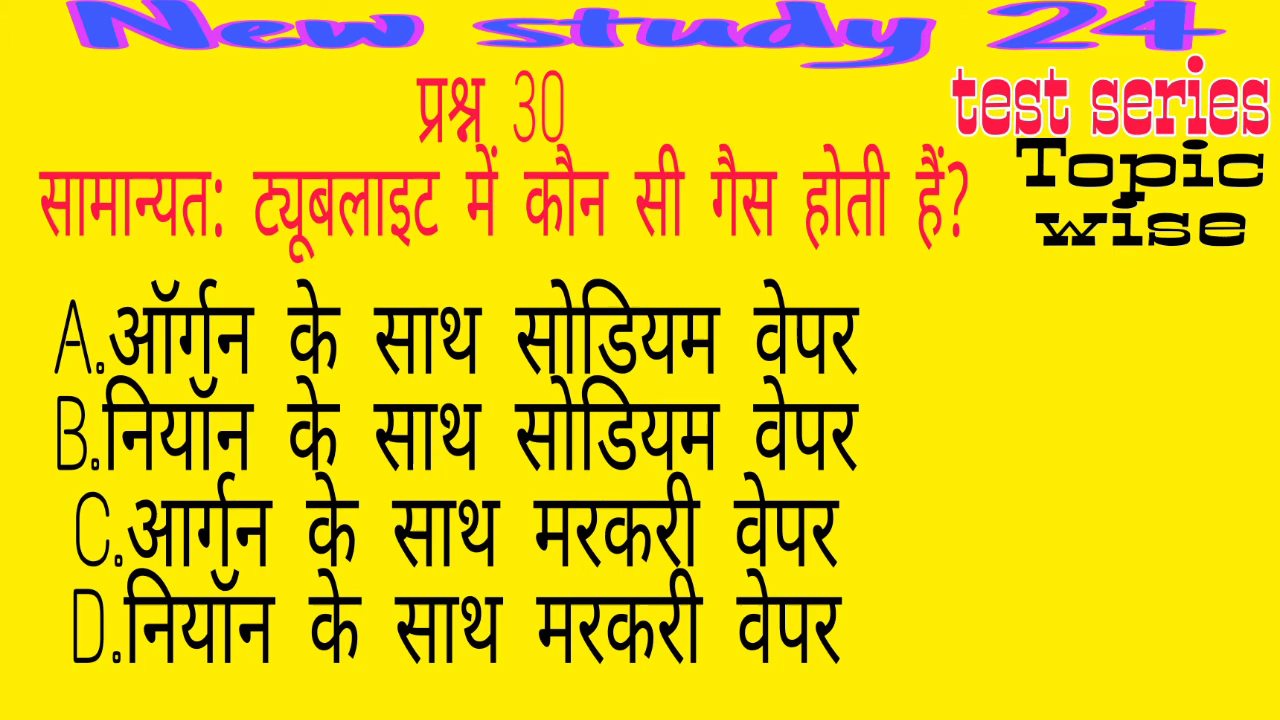 New study 24
test series
Topic
wise
प्रश्न 30
सामान्यत: ट्यूबलाइट में कौन सी गैस होती हैं?
A.ऑर्गन के साथ सोडियम वेपर
B.नियॉन के साथ सोडियम वेपर
C.आर्गन के साथ मरकरी वेपर
D.नियॉन के साथ मरकरी वेपर